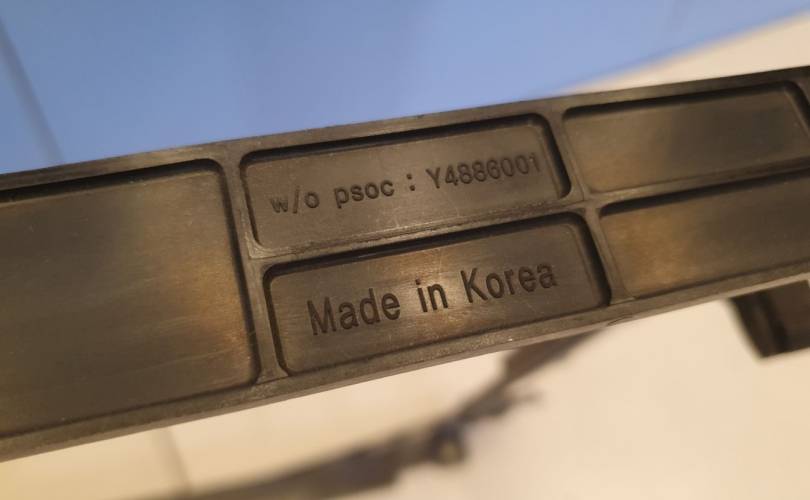 w/o psoc : Y4886001
Made in Korea